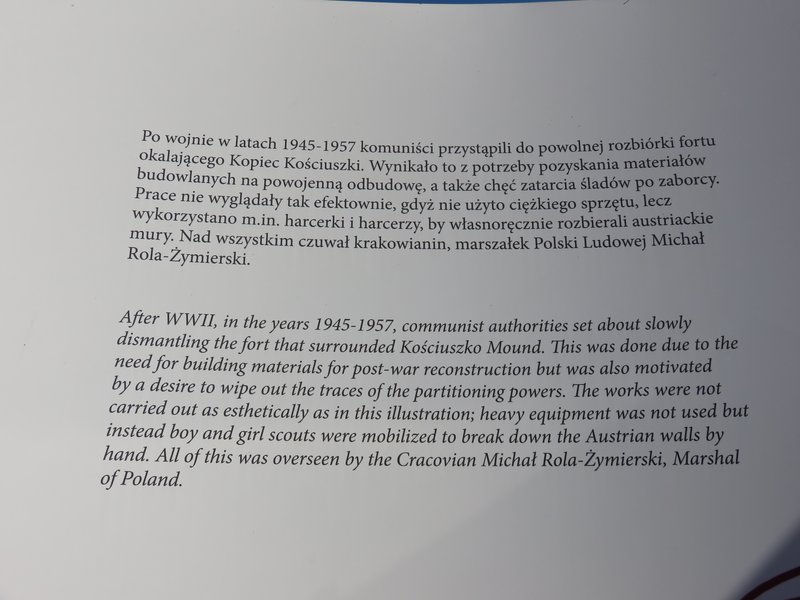 Po wojnie w latach 1945-1957 komuniści przystąpili do powolnej rozbiórki fortu
okalającego Kopiec Kościuszki. Wynikało to z potrzeby pozyskania materiałów
budowlanych na powojenną odbudowę, a także chęć zatarcia śladów po zaborcy.
Prace nie wyglądały tak efektownie, gdyż nie użyto ciężkiego sprzętu, lecz
wykorzystano m.in. harcerki i harcerzy, by własnoręcznie rozbierali austriackie
mury. Nad wszystkim czuwał krakowianin, marszałek Polski Ludowej Michał
Rola-Żymierski.
After WWII, in the years 1945-1957, communist authorities set about slowly
dismantling the fort that surrounded Kościuszko Mound. This was done due to the
need for building materials for post-war reconstruction but was also motivated
by a desire to wipe out the traces of the partitioning powers. The works were not
carried out as esthetically as in this illustration; heavy equipment was not used but
instead boy and girl scouts were mobilized to break down the Austrian walls by
hand. All of this was overseen by the Cracovian Michał Rola-Żymierski, Marshal
of Poland.